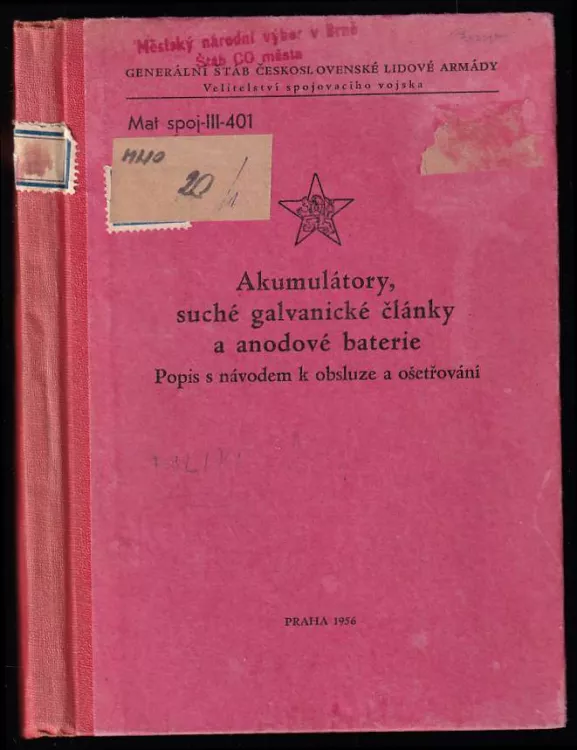 Městský národní výbor v Brně
Štáb CO města
GENERÁLNÍ ŠTÁB ČESKOSLOVENSKÉ LIDOVÉ ARMÁDY
Velitelství spojovacího vojska
Mat spoj-III-401
20
Akumulátory,
suché galvanické články
a anodové baterie
Popis s návodem k obsluze a ošetřování
PRAHA 1956